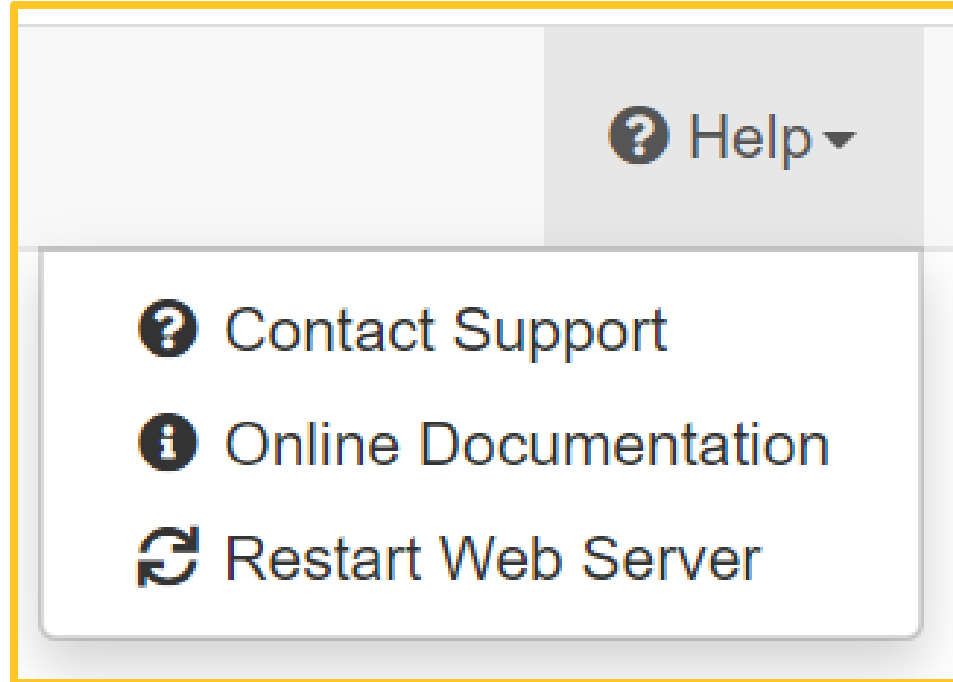 Help
Contact Support
Online Documentation
Restart Web Server